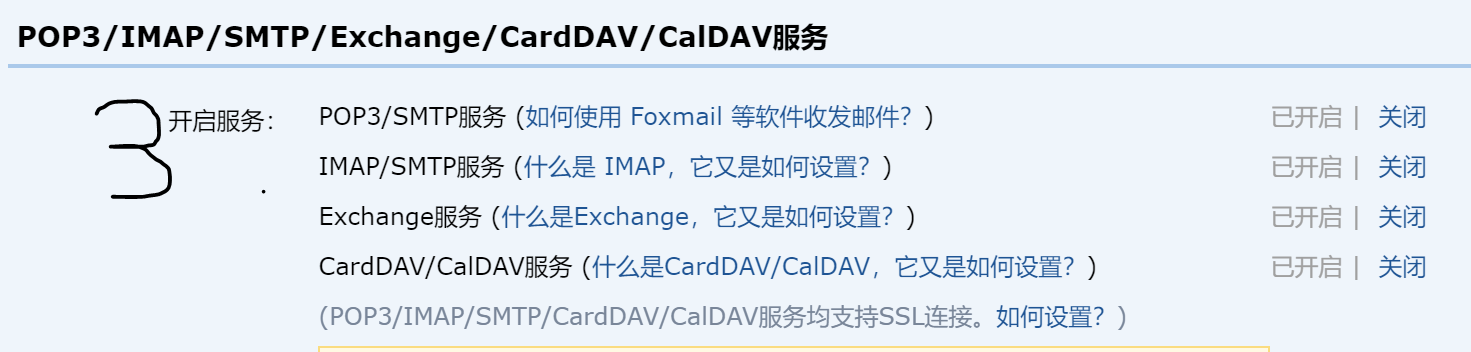 POP3/IMAP/SMTP/Exchange/CardDAV/CalDAV服务
3 开启服务： POP3/SMTP服务 (如何使用 Foxmail 等软件收发邮件？) 已开启 | 关闭
IMAP/SMTP服务 (什么是 IMAP，它又是如何设置？) 已开启 | 关闭
Exchange服务 (什么是Exchange，它又是如何设置？) 已开启 | 关闭
CardDAV/CalDAV服务 (什么是CardDAV/CalDAV，它又是如何设置？) 已开启 | 关闭
(POP3/IMAP/SMTP/CardDAV/CalDAV服务均支持SSL连接。如何设置？)